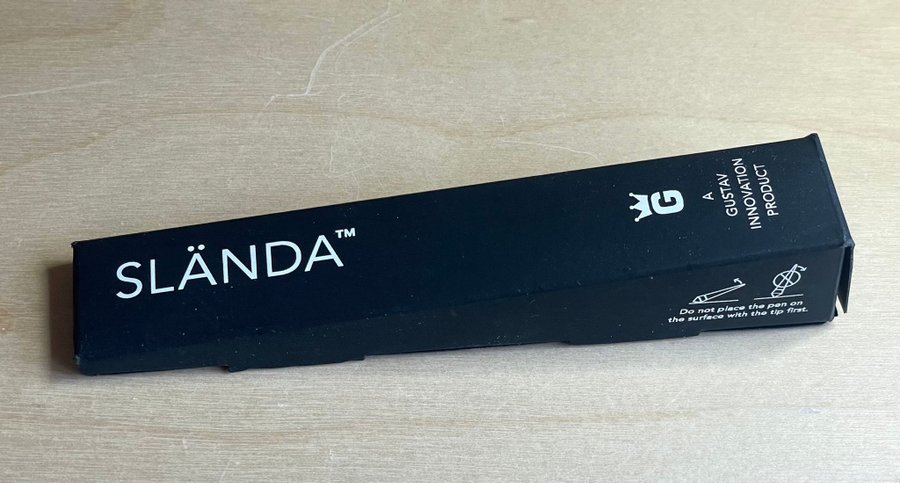 SLÄNDA™
G
A
GUSTAV
INNOVATION
PRODUCT
Do not place the pen on
the surface with the tip first.